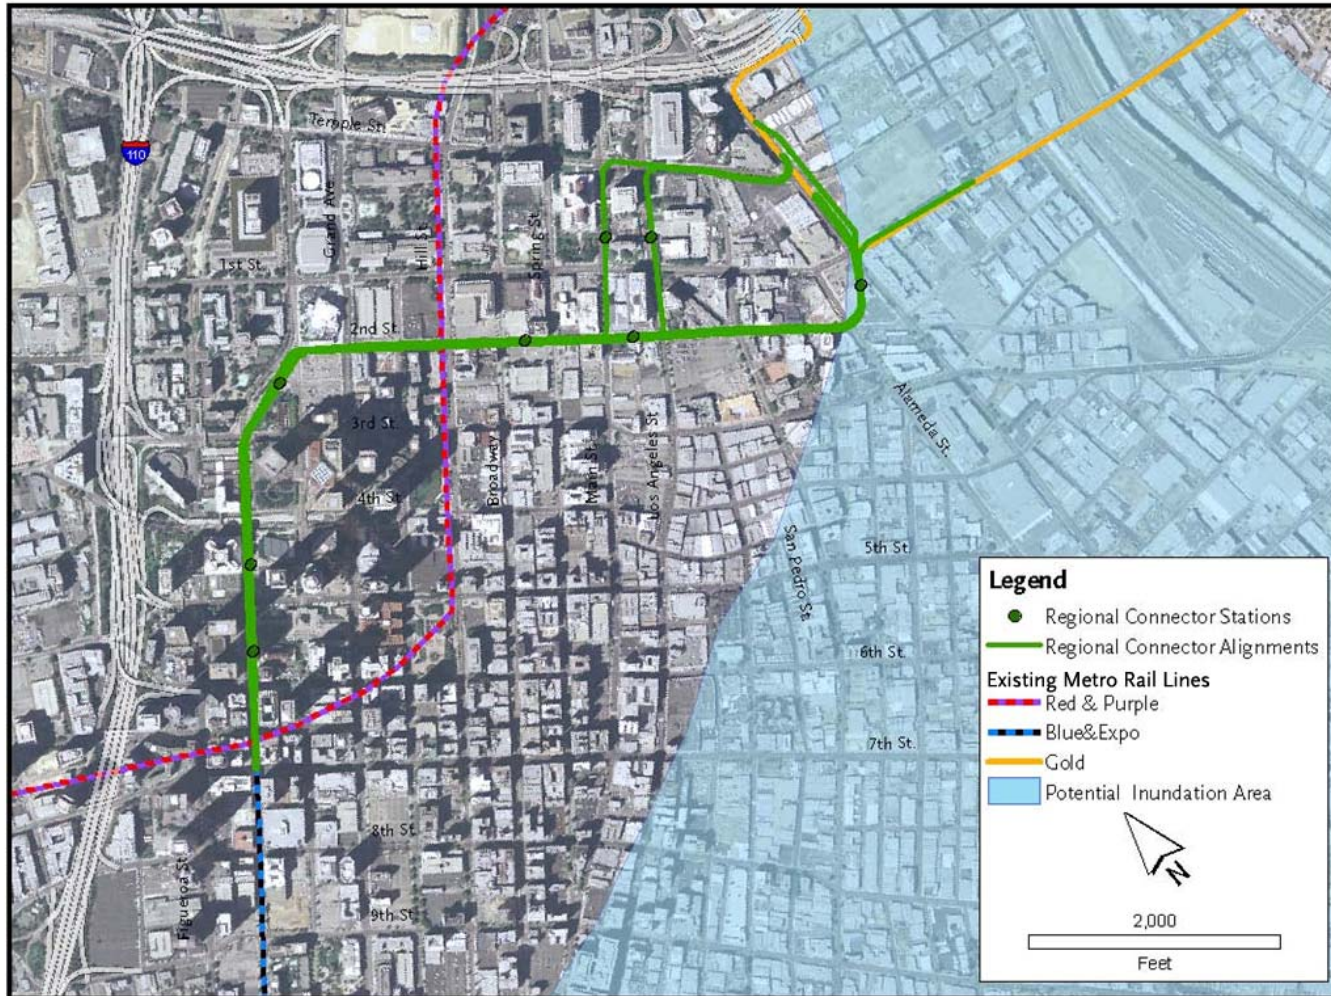 Temple St.
110
Grand Ave
Hill St.
Spring St.
1st St.
2nd St.
3rd St.
Alameda St.
Broadway
Main St.
Los Angeles St
4th St.
San Pedro St.
5th St.
6th St.
7th St.
8th St.
Figueroa St.
9th St.
Legend
Regional Connector Stations
Regional Connector Alignments
Existing Metro Rail Lines
Red & Purple
Blue&Expo
Gold
Potential Inundation Area
N
2,000
Feet